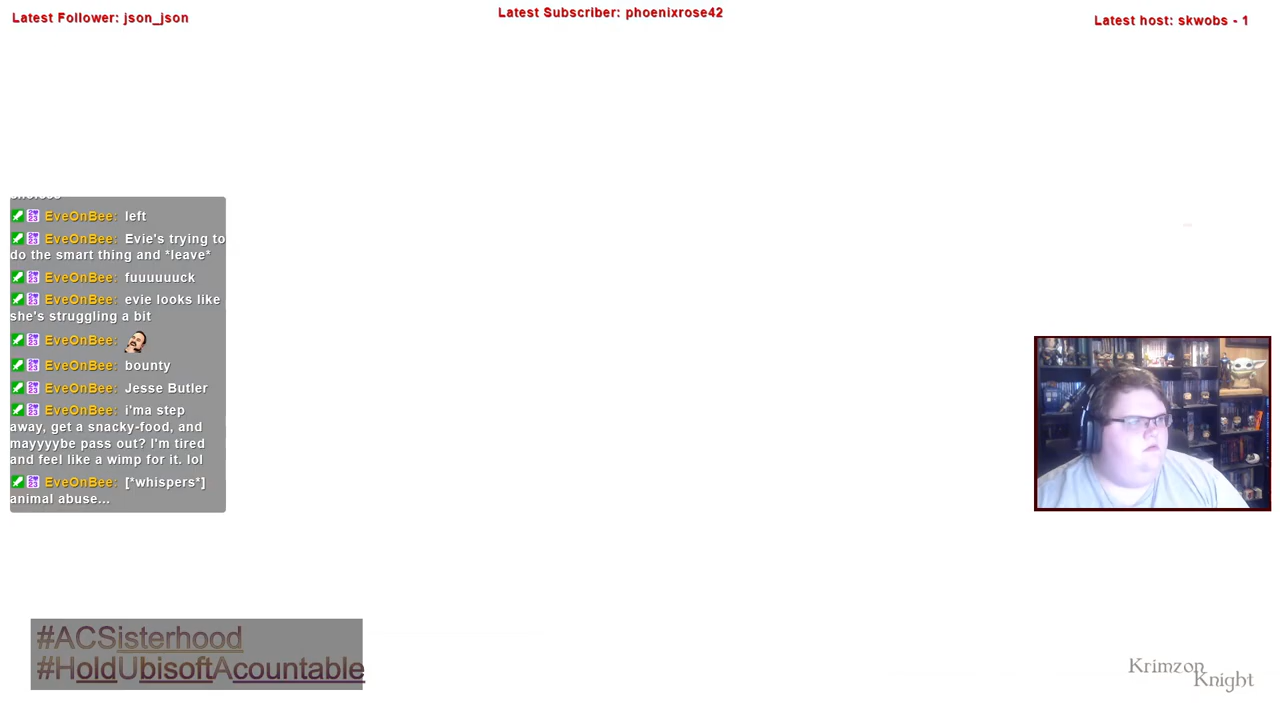 Latest Follower: json_json
Latest Subscriber: phoenixrose42
Latest host: skwobs - 1
EveOnBee: left
EveOnBee: Evie's trying to
do the smart thing and *leave*
EveOnBee: fuuuuuuck
EveOnBee: evie looks like
she's struggling a bit
EveOnBee:
EveOnBee: bounty
EveOnBee: Jesse Butler
EveOnBee: i'ma step
away, get a snacky-food, and
mayyyybe pass out? I'm tired
and feel like a wimp for it. lol
EveOnBee: [*whispers*]
animal abuse...
#ACSisterhood
#HoldUbisoftAcountable
Krimzon
Knight